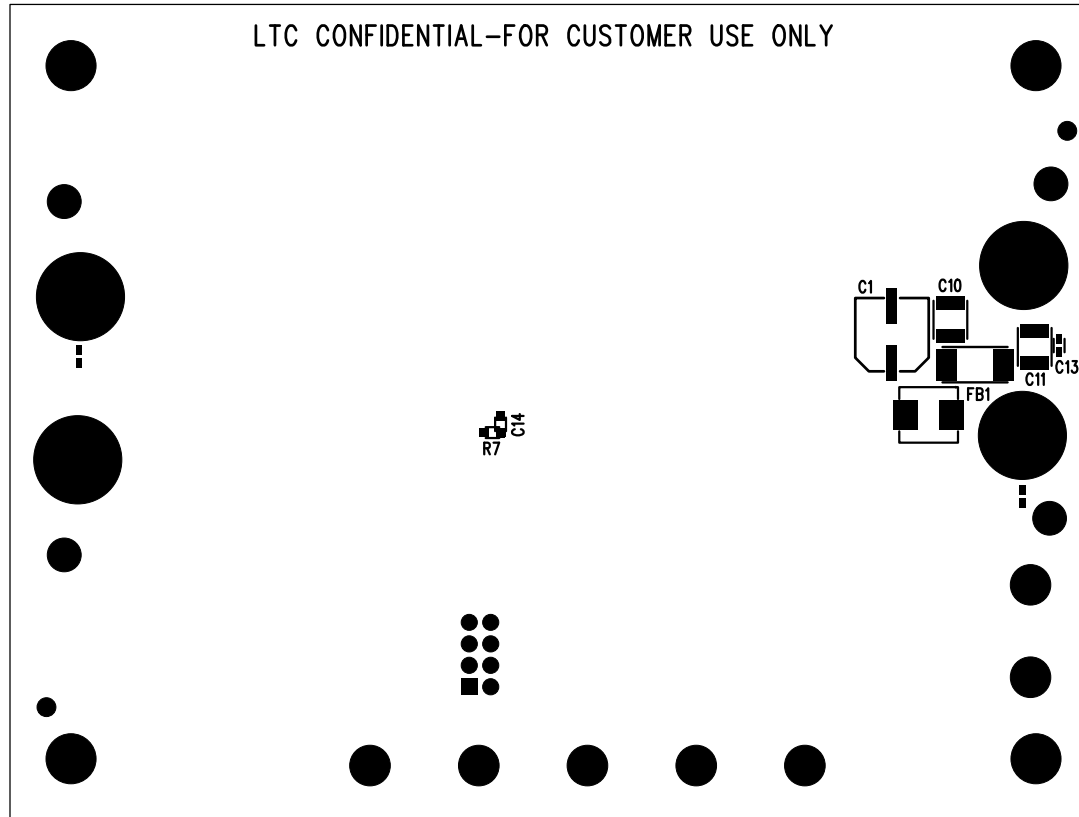 LTC CONFIDENTIAL-FOR CUSTOMER USE ONLY
C1
C10
C13
C11
FB1
C14
R7